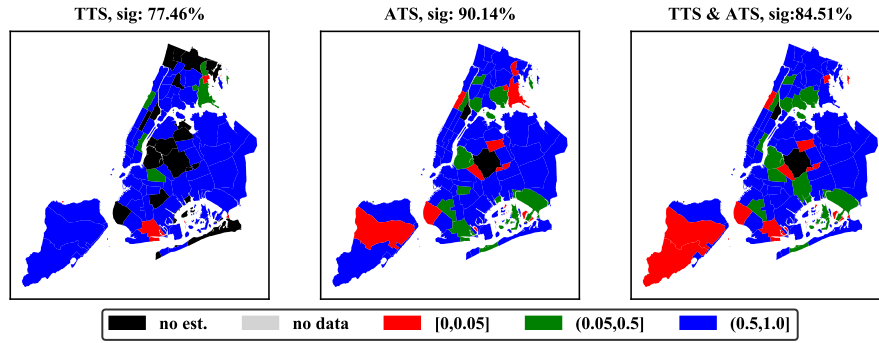 TTS, sig: 77.46% ATS, sig: 90.14% TTS & ATS, sig:84.51%
no est. no data [0,0.05] (0.05,0.5] (0.5,1.0]